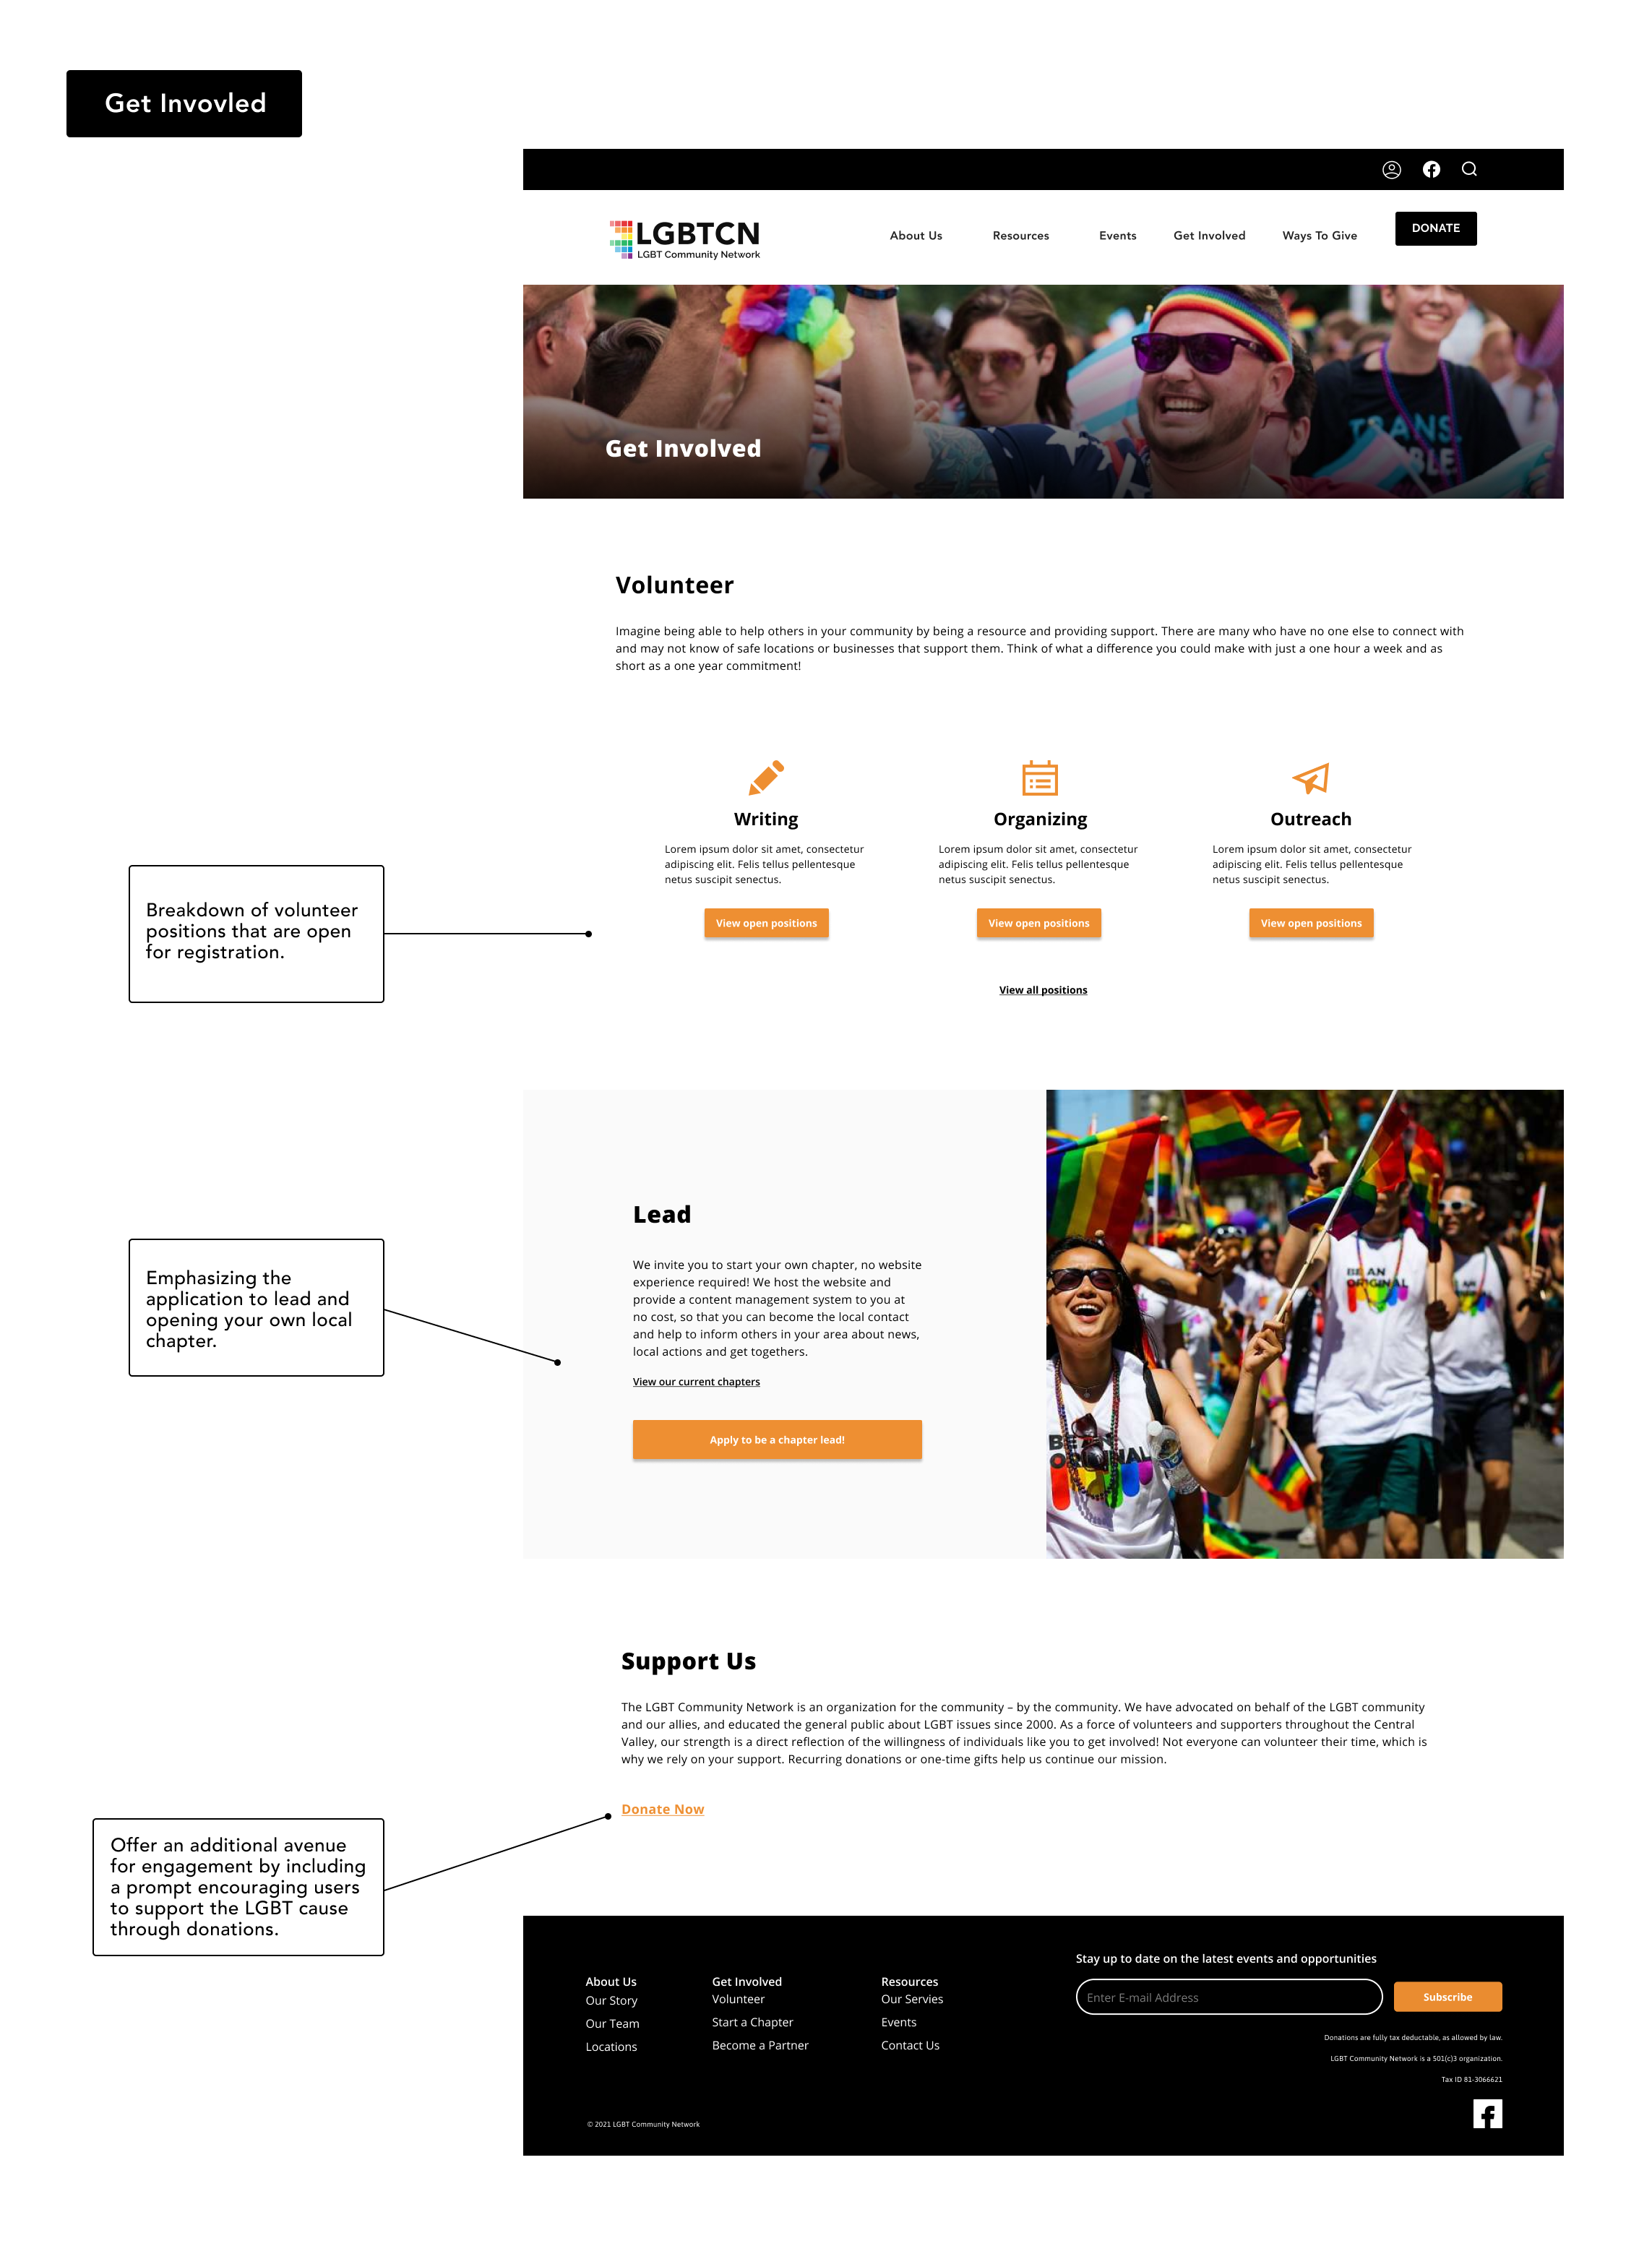 Get Invovled
LGBTCN
LGBT Community Network
About Us
Resources
Events
Get Involved
Ways To Give
DONATE
TRANS.
Get Involved
Volunteer
Imagine being able to help others in your community by being a resource and providing support. There are many who have no one else to connect with
and may not know of safe locations or businesses that support them. Think of what a difference you could make with just a one hour a week and as
short as a one year commitment!
Writing
Lorem ipsum dolor sit amet, consectetur
adipiscing elit. Felis tellus pellentesque
netus suscipit senectus.
View open positions
Organizing
Lorem ipsum dolor sit amet, consectetur
adipiscing elit. Felis tellus pellentesque
netus suscipit senectus.
View open positions
Outreach
Lorem ipsum dolor sit amet, consectetur
adipiscing elit. Felis tellus pellentesque
netus suscipit senectus.
View open positions
View all positions
Breakdown of volunteer
positions that are open
for registration.
Lead
We invite you to start your own chapter, no website
experience required! We host the website and
provide a content management system to you at
no cost, so that you can become the local contact
and help to inform others in your area about news,
local actions and get togethers.
View our current chapters
Apply to be a chapter lead!
BE AN
ORIGINAL
Emphasizing the
application to lead and
opening your own local
chapter.
Support Us
The LGBT Community Network is an organization for the community – by the community. We have advocated on behalf of the LGBT community
and our allies, and educated the general public about LGBT issues since 2000. As a force of volunteers and supporters throughout the Central
Valley, our strength is a direct reflection of the willingness of individuals like you to get involved! Not everyone can volunteer their time, which is
why we rely on your support. Recurring donations or one-time gifts help us continue our mission.
Donate Now
Offer an additional avenue
for engagement by including
a prompt encouraging users
to support the LGBT cause
through donations.
About Us
Our Story
Our Team
Locations
Get Involved
Volunteer
Start a Chapter
Become a Partner
Resources
Our Servies
Events
Contact Us
Stay up to date on the latest events and opportunities
Enter E-mail Address
Subscribe
Donations are fully tax deductable, as allowed by law.
LGBT Community Network is a 501(c)3 organization.
Tax ID 81-3066621
© 2021 LGBT Community Network